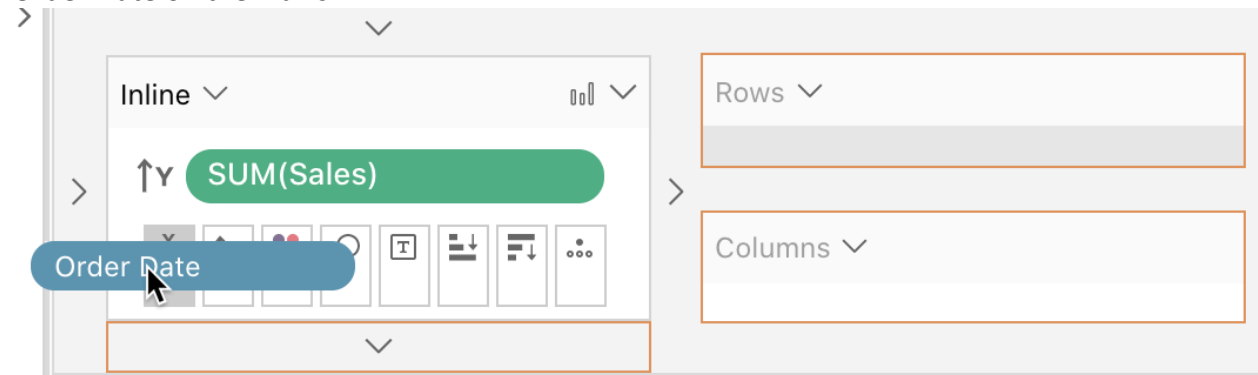 Inline
Y SUM(Sales)
Order Date
T
Rows
Columns